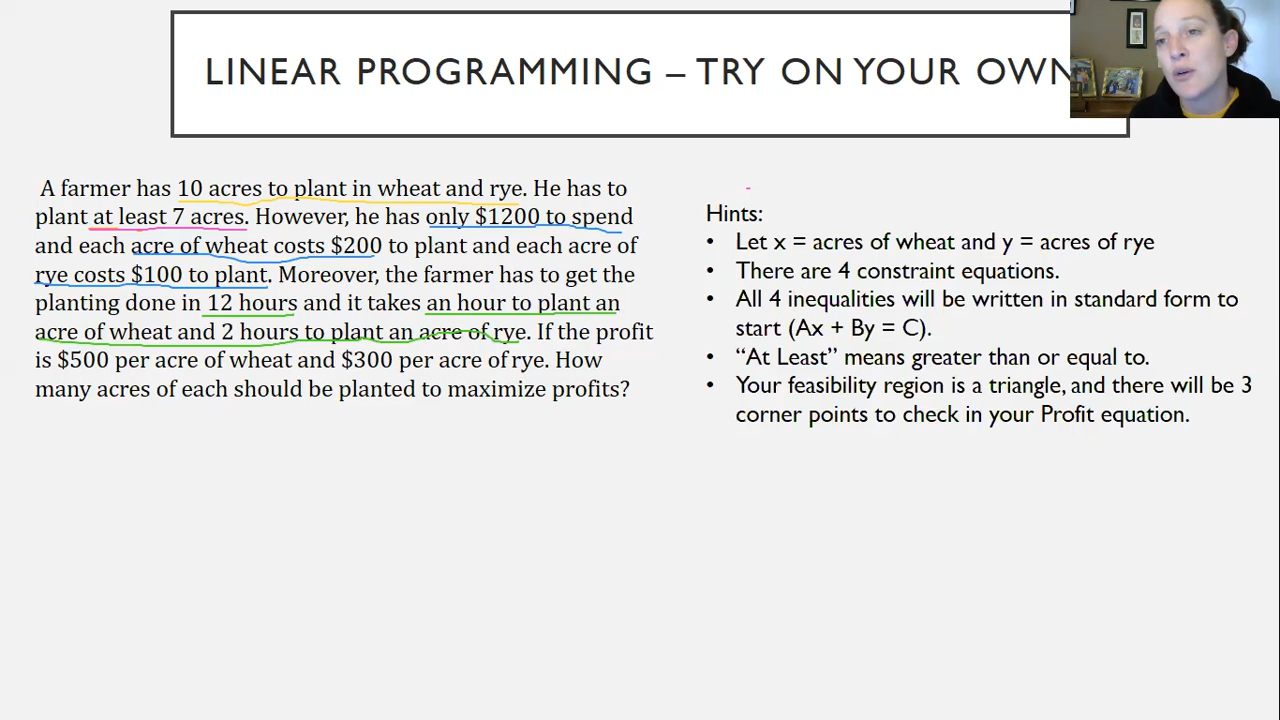 LINEAR PROGRAMMING – TRY ON YOUR OWN
A farmer has 10 acres to plant in wheat and rye. He has to
plant at least 7 acres. However, he has only $1200 to spend
and each acre of wheat costs $200 to plant and each acre of
rye costs $100 to plant. Moreover, the farmer has to get the
planting done in 12 hours and it takes an hour to plant an
acre of wheat and 2 hours to plant an acre of rye. If the profit
is $500 per acre of wheat and $300 per acre of rye. How
many acres of each should be planted to maximize profits?
Hints:
• Let x = acres of wheat and y = acres of rye
• There are 4 constraint equations.
• All 4 inequalities will be written in standard form to
start (Ax + By = C).
• “At Least” means greater than or equal to.
• Your feasibility region is a triangle, and there will be 3
corner points to check in your Profit equation.